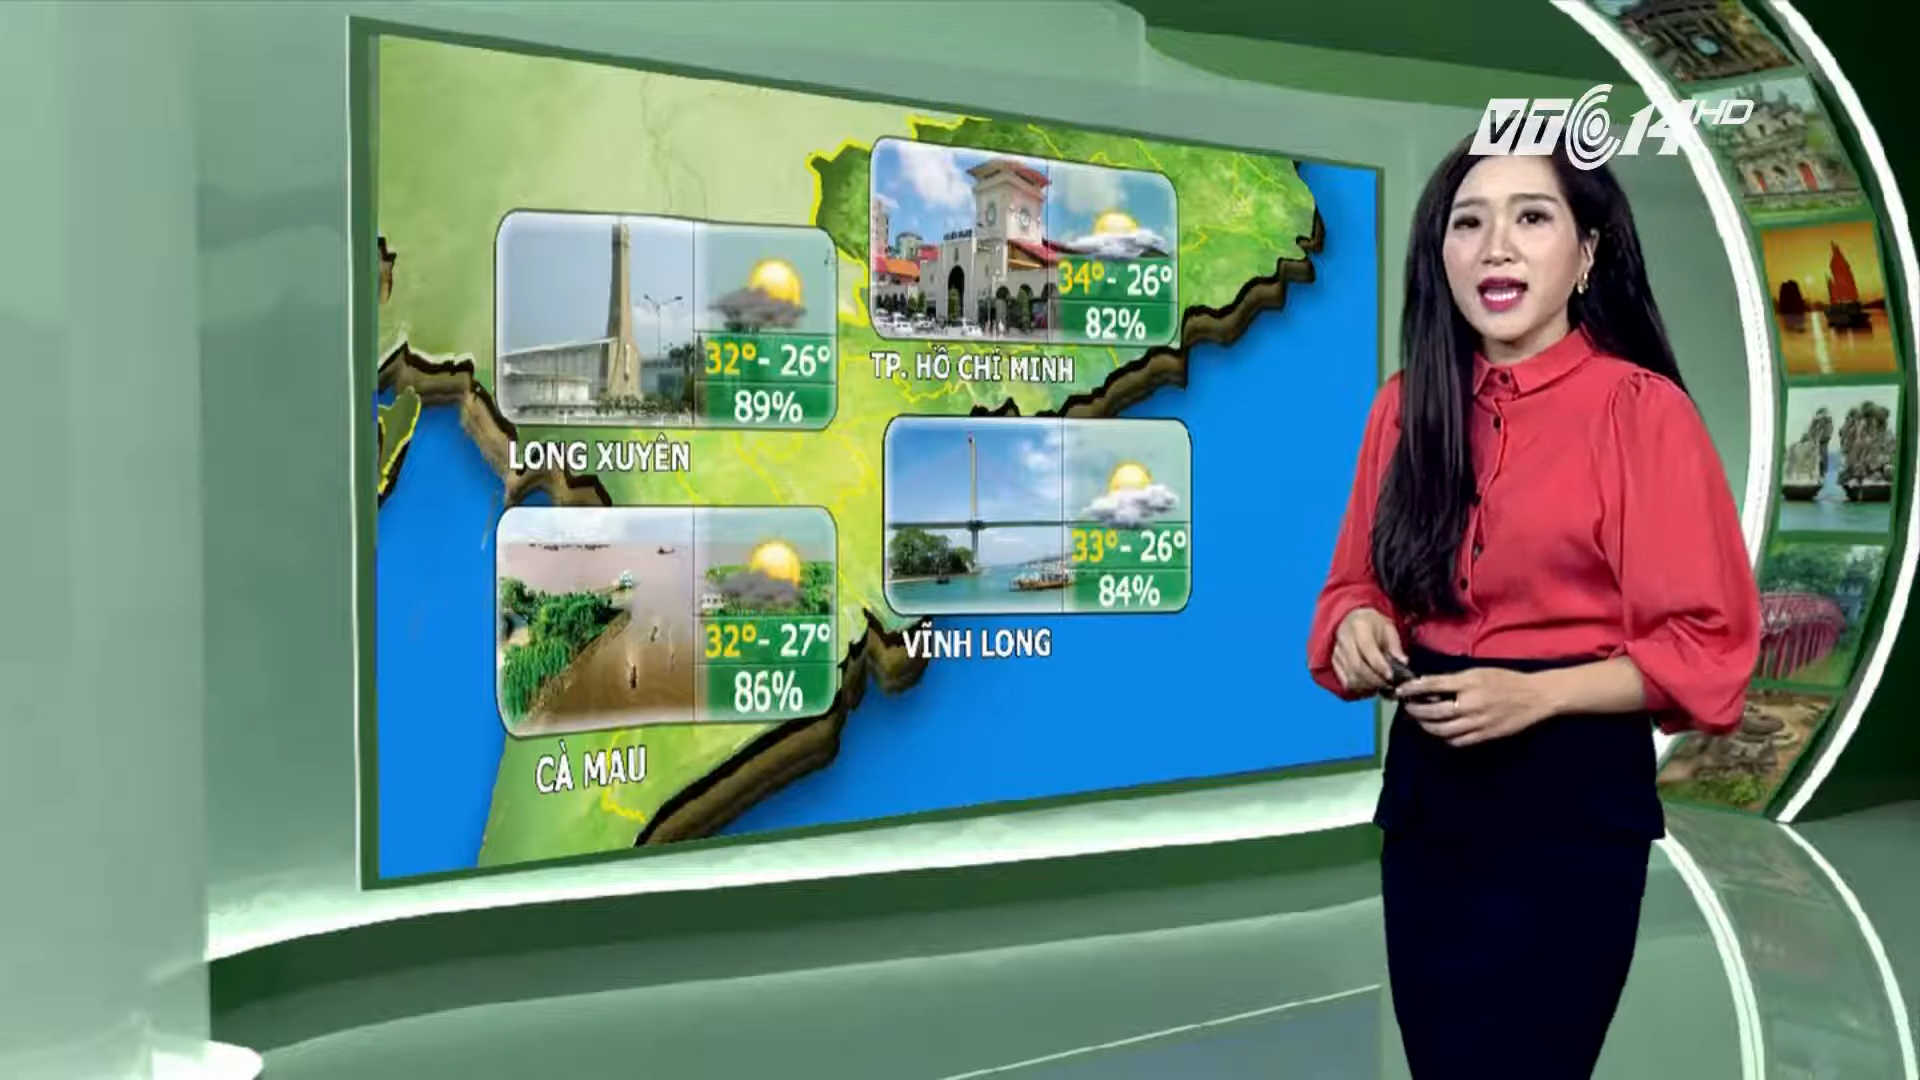 VTC14 HD
34°- 26°
82%
TP. HỒ CHÍ MINH
32°- 26°
89%
LONG XUYÊN
33°- 26°
84%
VĨNH LONG
32°- 27°
86%
CÀ MAU